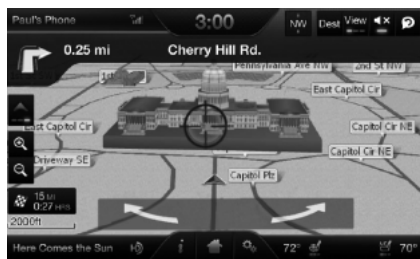 Paul's Phone 3:00 NW Dest View
0.25 mi Cherry Hill Rd.
Pennsylvania Ave NW 2nd St NW
1st
East Capitol Cir
East Capitol Cir
Capitol Cir NE
Driveway SE
Capitol Cir NE
Capitol Plz
15 MI
0:27 HRS
2000ft
Here Comes the Sun i 72° 70°